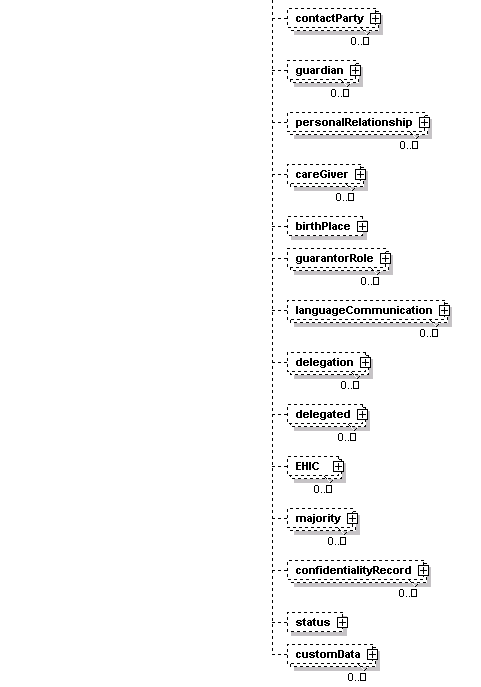 contactParty
0..□
guardian
0..□
personalRelationship
0..□
careGiver
0..□
birthPlace
guarantorRole
0..□
languageCommunication
0..□
delegation
0..□
delegated
0..□
EHIC
0..□
majority
0..□
confidentialityRecord
0..□
status
customData
0..□